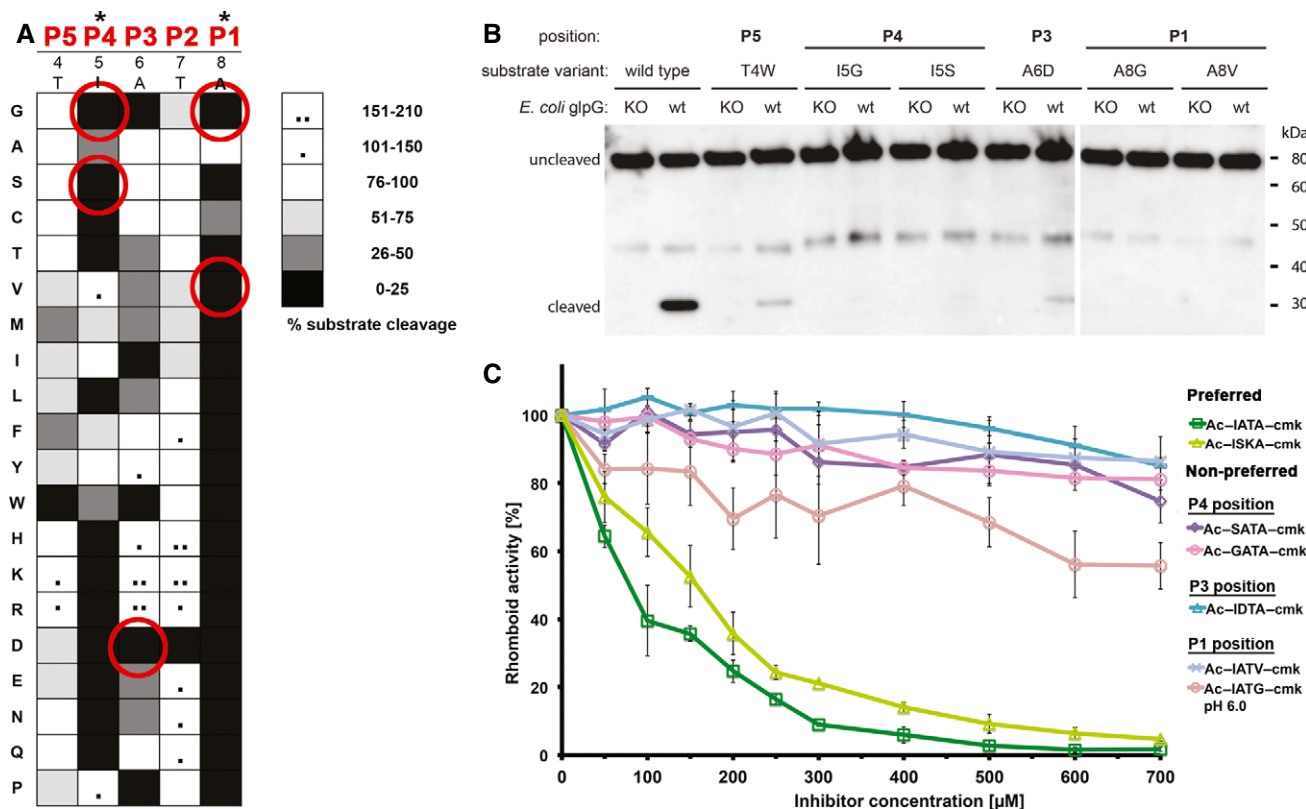 A
* *
P5 P4 P3 P2 P1
4 5 6 7 8
T I A T A
G
A
S
C
T
V
M
I
L
F
Y
W
H
K
R
D
E
N
Q
P
151-210
101-150
76-100
51-75
26-50
0-25
% substrate cleavage
B
position: P5 P4 P3 P1
substrate variant: wild type T4W I5G I5S A6D A8G A8V
E. coli glpG: KO wt KO wt KO wt KO wt KO wt KO wt KO wt
kDa
uncleaved
cleaved
80
60
50
40
30
C
Rhomboid activity [%]
100
80
60
40
20
0
0 100 200 300 400 500 600 700
Inhibitor concentration [µM]
Preferred
Ac–IATA–cmk
Ac–ISKA–cmk
Non-preferred
P4 position
Ac–SATA–cmk
Ac–GATA–cmk
P3 position
Ac–IDTA–cmk
P1 position
Ac–IATV–cmk
Ac–IATG–cmk
pH 6.0